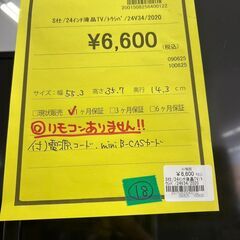 Sｾｷ/24ｲﾝﾁ液晶TV/ﾄｳｼﾊﾞ/24V34/2020
¥6,600
(税込)
090625
100625
サイズ:幅 55.3 高さ 35.7 奥行 14.3 cm
□現状販売 ✓1ヶ月保証 □3ヶ月保証 □6ヶ月保証
◎リモコンありません!!
付)電源コード、miniB-CASカード
18
¥6,600